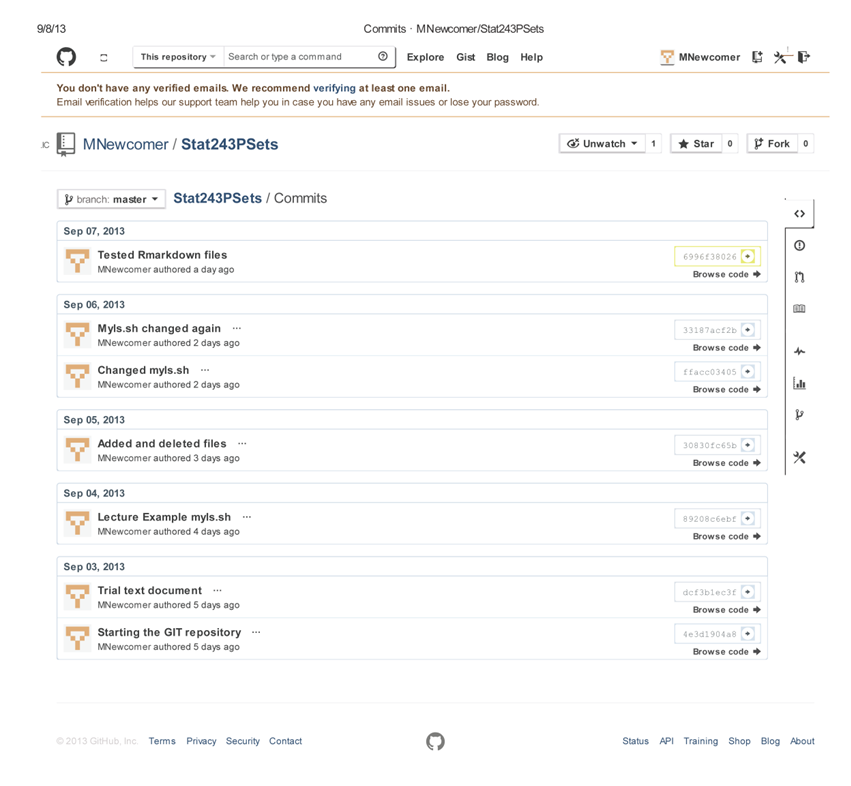 9/8/13 Commits · MNewcomer/Stat243PSets
This repository Search or type a command Explore Gist Blog Help MNewcomer 1
You don't have any verified emails. We recommend verifying at least one email.
Email verification helps our support team help you in case you have any email issues or lose your password.
MNewcomer / Stat243PSets Unwatch 1 Star 0 Fork 0
branch: master Stat243PSets / Commits
Sep 07, 2013
Tested Rmarkdown files 6996f38026
MNewcomer authored a day ago Browse code
Sep 06, 2013
Myls.sh changed again ... 33187acf2b
MNewcomer authored 2 days ago Browse code
Changed myls.sh ... ffacc03405
MNewcomer authored 2 days ago Browse code
Sep 05, 2013
Added and deleted files ... 30830fc65b
MNewcomer authored 3 days ago Browse code
Sep 04, 2013
Lecture Example myls.sh ... 89208c6ebf
MNewcomer authored 4 days ago Browse code
Sep 03, 2013
Trial text document ... dcf3b1ec3f
MNewcomer authored 5 days ago Browse code
Starting the GIT repository ... 4e3d1904a8
MNewcomer authored 5 days ago Browse code
© 2013 GitHub, Inc. Terms Privacy Security Contact Status API Training Shop Blog About